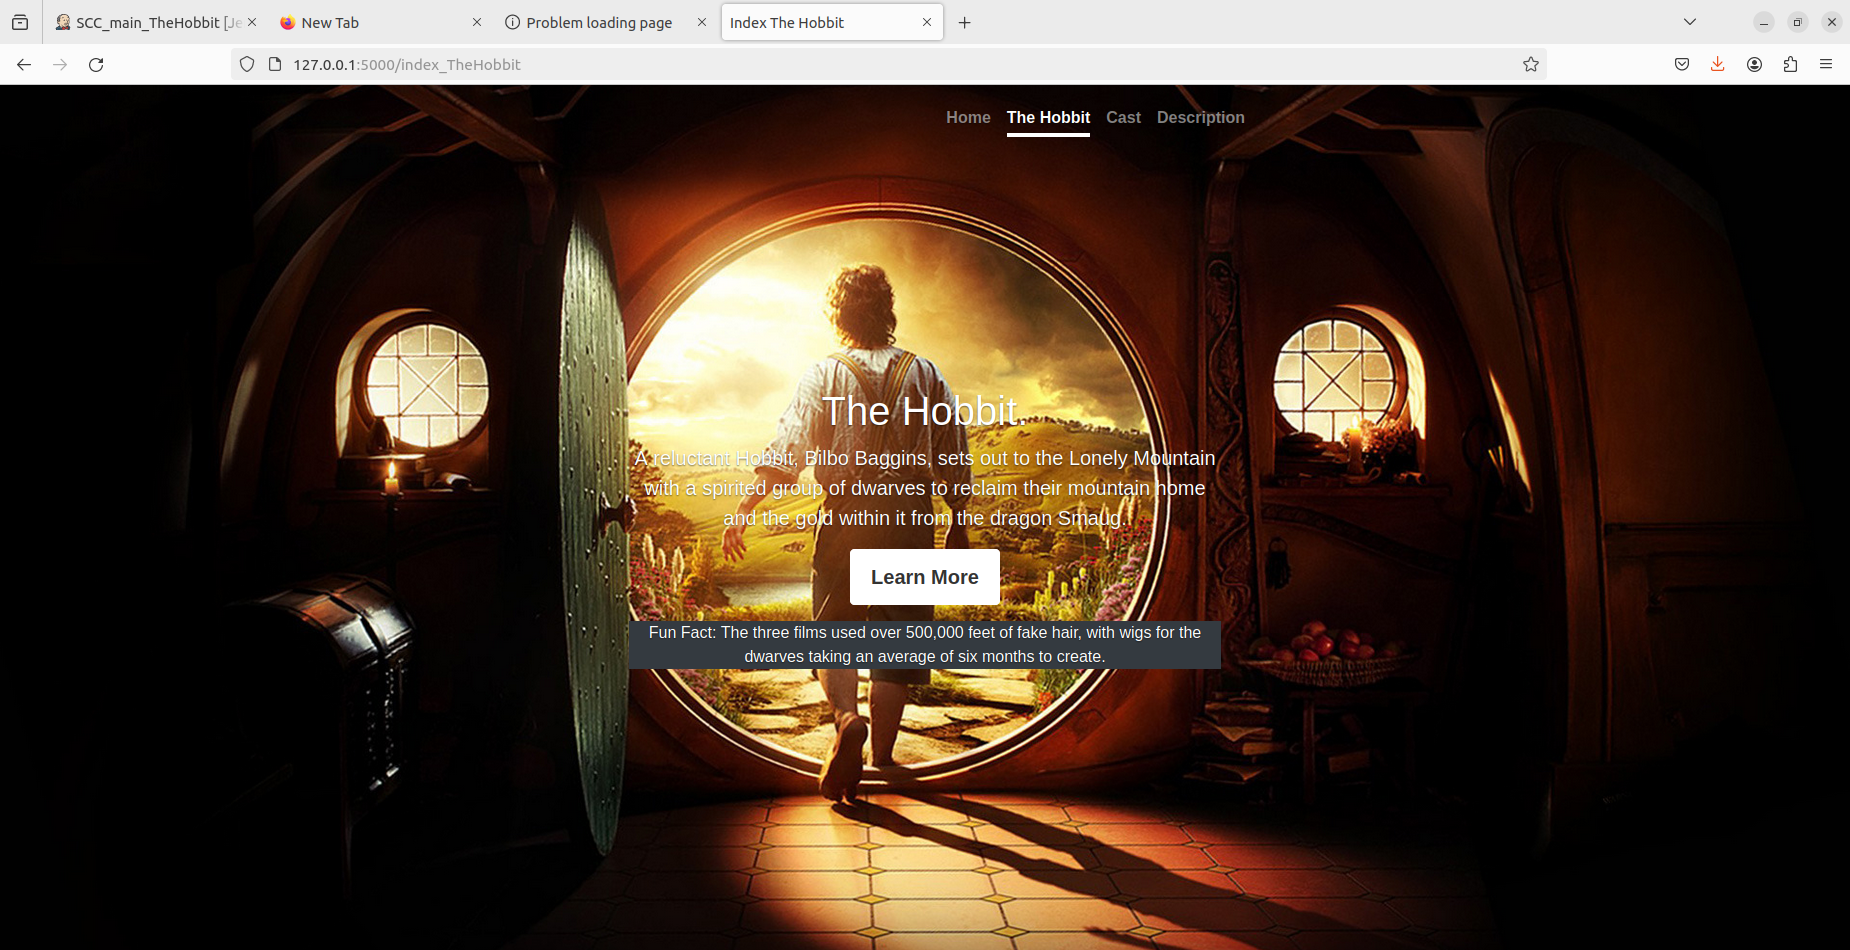 SCC_main_TheHobbit [Je
New Tab
Problem loading page
Index The Hobbit
127.0.0.1:5000/index_TheHobbit
Home The Hobbit Cast Description
The Hobbit.
A reluctant Hobbit, Bilbo Baggins, sets out to the Lonely Mountain
with a spirited group of dwarves to reclaim their mountain home
and the gold within it from the dragon Smaug.
Learn More
Fun Fact: The three films used over 500,000 feet of fake hair, with wigs for the
dwarves taking an average of six months to create.